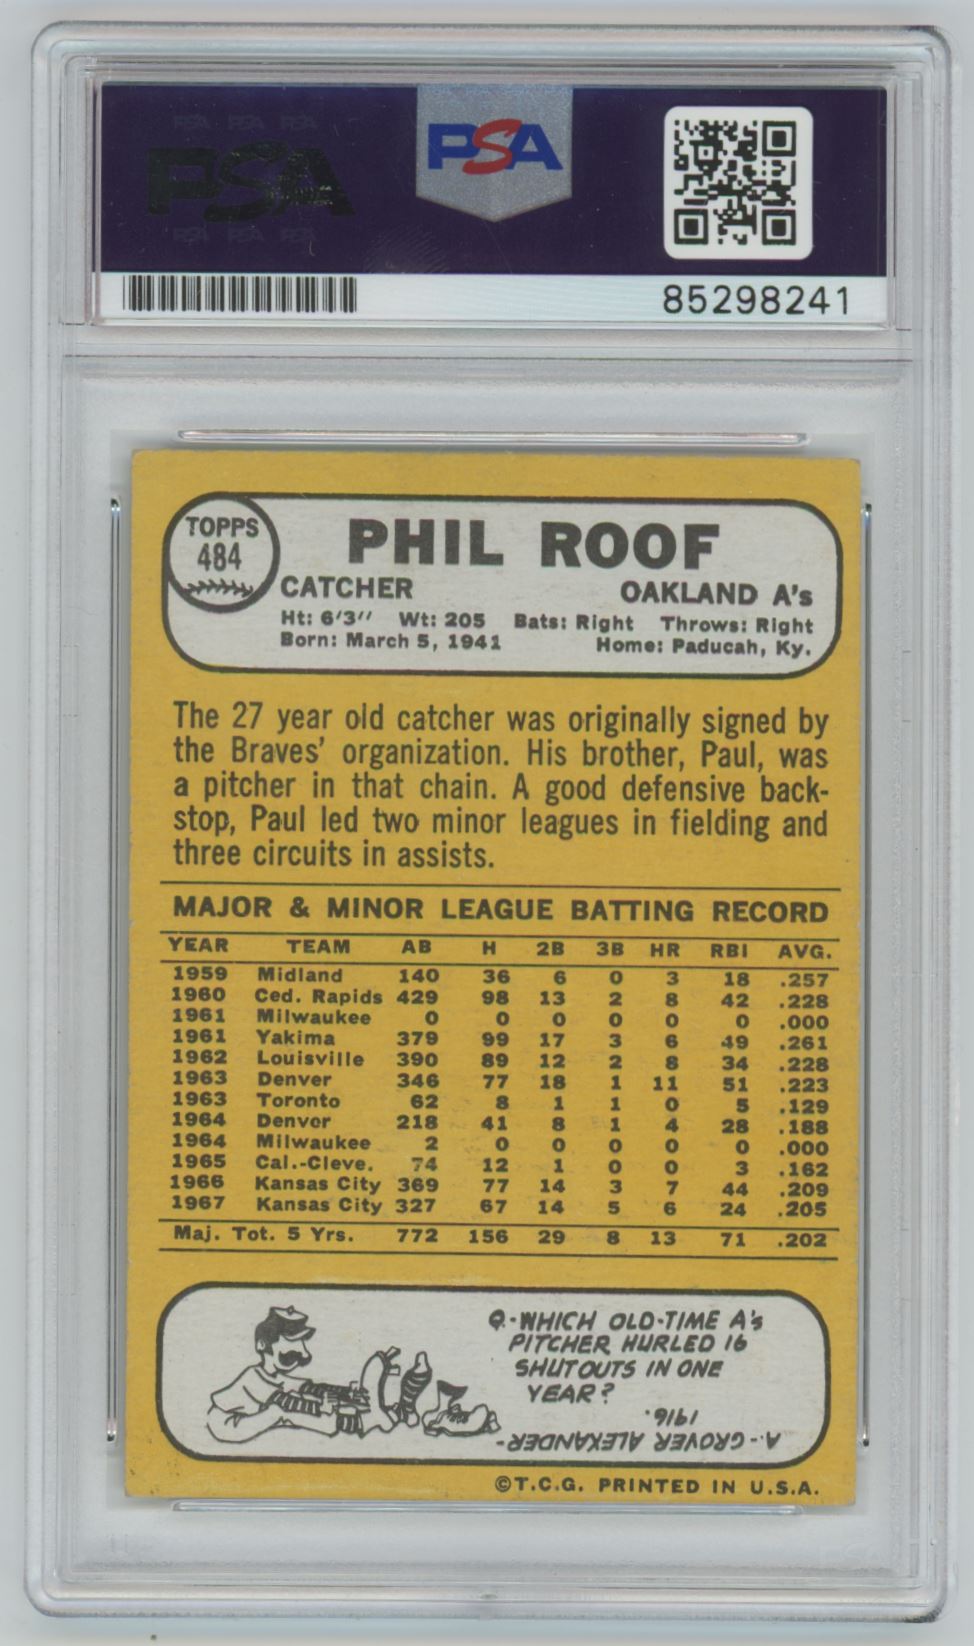 PSA PSA PSA
PSA
PSA PSA PSA
PSA
85298241
TOPPS
484
PHIL ROOF
CATCHER OAKLAND A's
Ht: 6'3" Wt: 205 Bats: Right Throws: Right
Born: March 5, 1941 Home: Paducah, Ky.
The 27 year old catcher was originally signed by
the Braves' organization. His brother, Paul, was
a pitcher in that chain. A good defensive back-
stop, Paul led two minor leagues in fielding and
three circuits in assists.
MAJOR & MINOR LEAGUE BATTING RECORD
YEAR TEAM AB H 2B 3B HR RBI AVG.
1959 Midland 140 36 6 0 3 18 .257
1960 Ced. Rapids 429 98 13 2 8 42 .228
1961 Milwaukee 0 0 0 0 0 0 .000
1961 Yakima 379 99 17 3 6 49 .261
1962 Louisville 390 89 12 2 8 34 .228
1963 Denver 346 77 18 1 11 51 .223
1963 Toronto 62 8 1 1 0 5 .129
1964 Denver 218 41 8 1 4 28 .188
1964 Milwaukee 2 0 0 0 0 0 .000
1965 Cal.-Cleve. 74 12 1 0 0 3 .162
1966 Kansas City 369 77 14 3 7 44 .209
1967 Kansas City 327 67 14 5 6 24 .205
Maj. Tot. 5 Yrs. 772 156 29 8 13 71 .202
Q-WHICH OLD-TIME A's
PITCHER HURLED 16
SHUTOUTS IN ONE
YEAR?
A-GROVER ALEXANDER-
1916.
©T.C.G. PRINTED IN U.S.A.